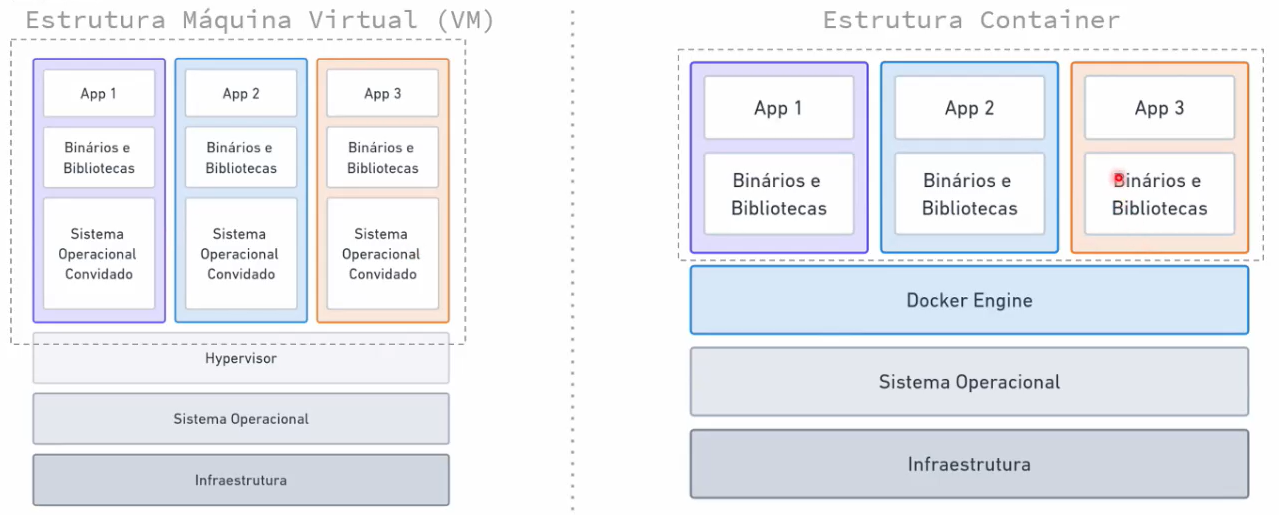 Estrutura Máquina Virtual (VM)
App 1
App 2
App 3
Binários e
Bibliotecas
Binários e
Bibliotecas
Binários e
Bibliotecas
Sistema
Operacional
Convidado
Sistema
Operacional
Convidado
Sistema
Operacional
Convidado
Hypervisor
Sistema Operacional
Infraestrutura
Estrutura Container
App 1
App 2
App 3
Binários e
Bibliotecas
Binários e
Bibliotecas
Binários e
Bibliotecas
Docker Engine
Sistema Operacional
Infraestrutura